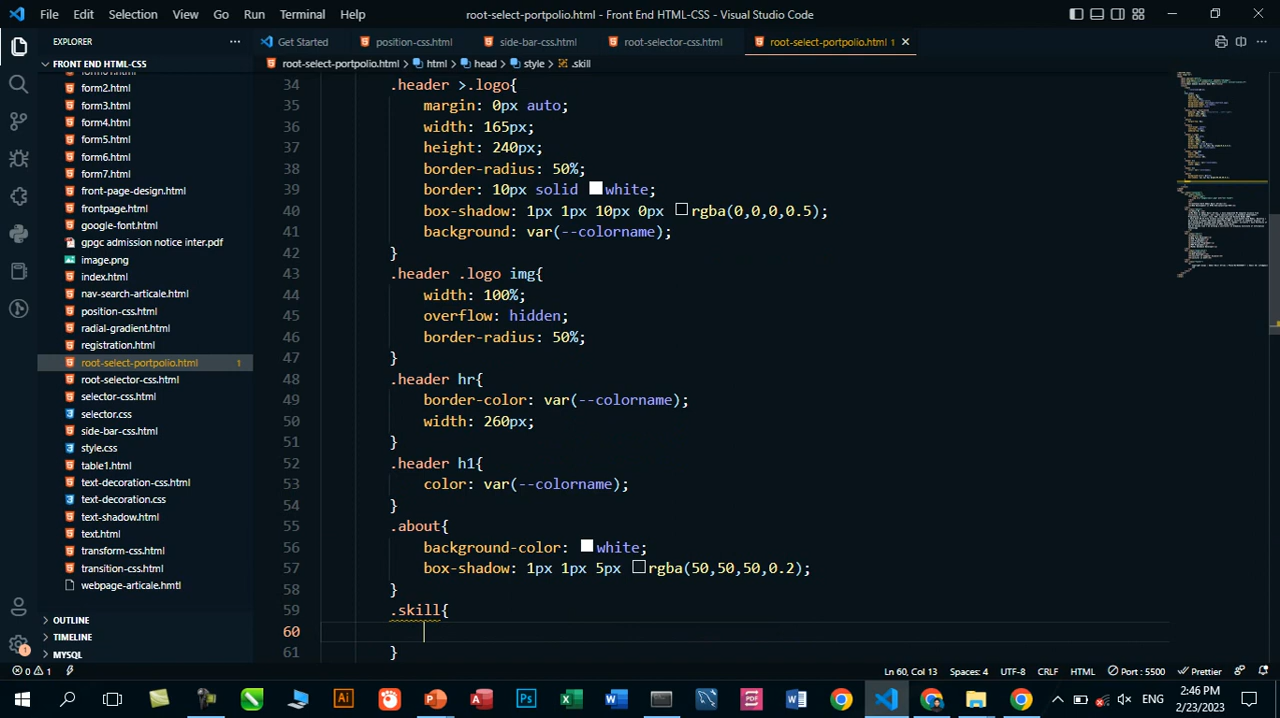 File Edit Selection View Go Run Terminal Help
root-select-portpolio.html - Front End HTML-CSS - Visual Studio Code
EXPLORER
Get Started
position-css.html
side-bar-css.html
root-selector-css.html
root-select-portpolio.html 1
FRONT END HTML-CSS
root-select-portpolio.html > html > head > style > .skill
form2.html
form3.html
form4.html
form5.html
form6.html
form7.html
front-page-design.html
frontpage.html
google-font.html
gpgc admission notice inter.pdf
image.png
index.html
nav-search-articale.html
position-css.html
radial-gradient.html
registration.html
root-select-portpolio.html 1
root-selector-css.html
selector-css.html
selector.css
side-bar-css.html
style.css
table1.html
text-decoration-css.html
text-decoration.css
text-shadow.html
text.html
transform-css.html
transition-css.html
webpage-articale.hmtl
OUTLINE
TIMELINE
MYSQL
34 .header >.logo{
35 margin: 0px auto;
36 width: 165px;
37 height: 240px;
38 border-radius: 50%;
39 border: 10px solid white;
40 box-shadow: 1px 1px 10px 0px rgba(0,0,0,0.5);
41 background: var(--colorname);
42 }
43 .header .logo img{
44 width: 100%;
45 overflow: hidden;
46 border-radius: 50%;
47 }
48 .header hr{
49 border-color: var(--colorname);
50 width: 260px;
51 }
52 .header h1{
53 color: var(--colorname);
54 }
55 .about{
56 background-color: white;
57 box-shadow: 1px 1px 5px rgba(50,50,50,0.2);
58 }
59 .skill{
60
61 }
0 1
Ln 60, Col 13 Spaces: 4 UTF-8 CRLF HTML Port : 5500 Prettier
ENG
2:46 PM
2/23/2023